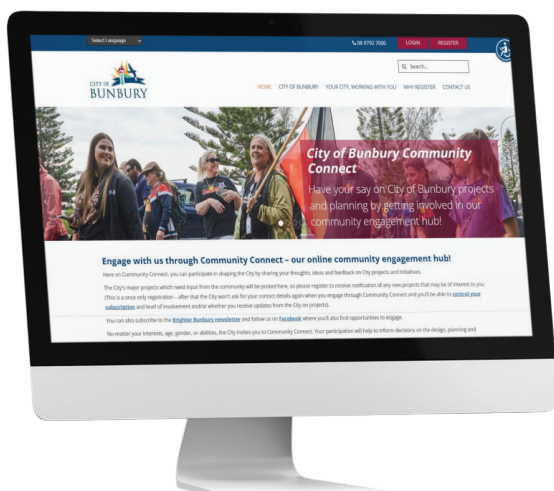 Select Language
08 9792 7000
LOGIN
REGISTER
Search...
CITY OF
BUNBURY
HOME CITY OF BUNBURY YOUR CITY, WORKING WITH YOU WHY REGISTER CONTACT US
City of Bunbury Community
Connect
Have your say on City of Bunbury projects
and planning by getting involved in our
community engagement hub!
Engage with us through Community Connect – our online community engagement hub!
Here on Community Connect, you can participate in shaping the City by sharing your thoughts, ideas and feedback on City projects and initiatives.
The City's major projects which need input from the community will be posted here, so please register to receive notification of any new projects that may be of interest to you
(This is a once only registration – after that the City won't ask for your contact details again when you engage through Community Connect and you'll be able to control your
subscription and level of involvement and/or whether you receive updates from the City on projects).
You can also subscribe to the Brighter Bunbury newsletter and follow us on Facebook where you'll also find opportunities to engage.
No matter your interests, age, gender, or abilities, the City invites you to Community Connect. Your participation will help to inform decisions on the design, planning and